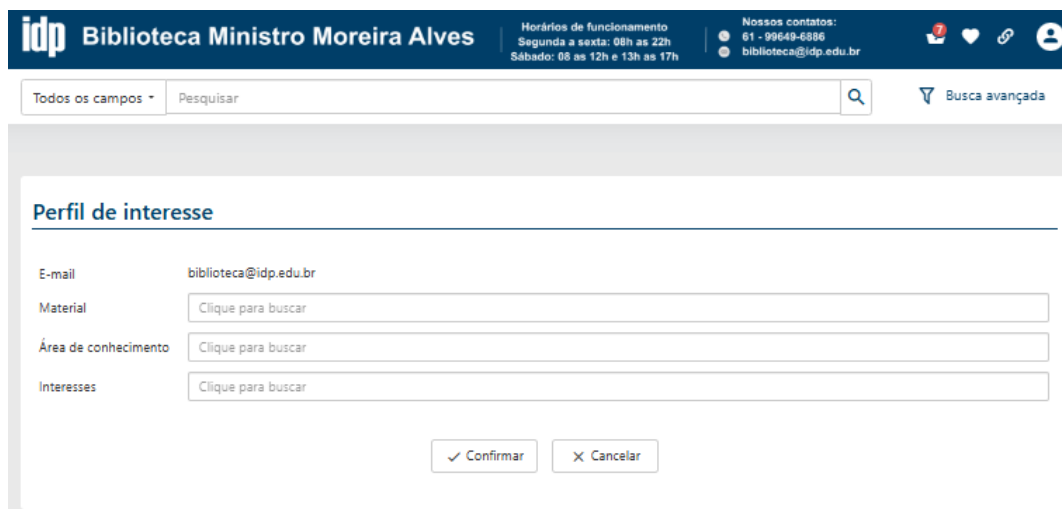 idp Biblioteca Ministro Moreira Alves
Horários de funcionamento
Segunda a sexta: 08h as 22h
Sábado: 08 as 12h e 13h as 17h
Nossos contatos:
61 - 99649-6886
biblioteca@idp.edu.br
7
Todos os campos
Pesquisar
Busca avançada
Perfil de interesse
E-mail biblioteca@idp.edu.br
Material Clique para buscar
Área de conhecimento Clique para buscar
Interesses Clique para buscar
Confirmar
Cancelar